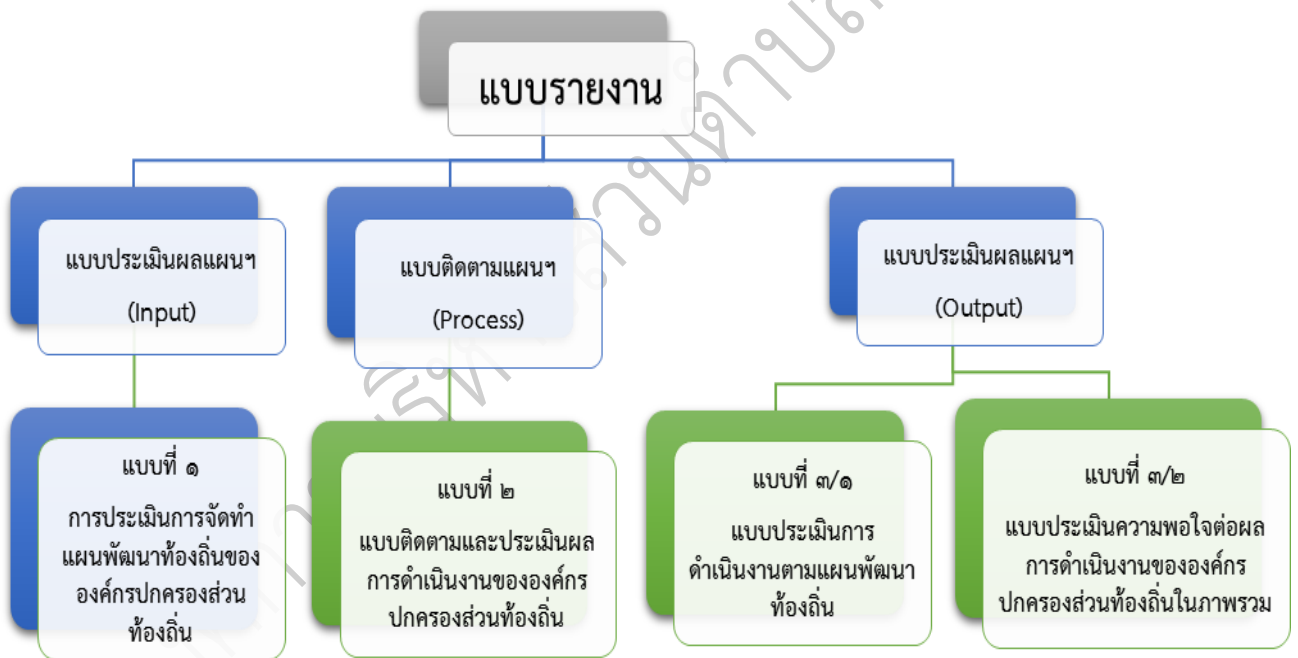 แบบรายงาน
แบบประเมินผลแผนฯ
(Input)
แบบติดตามแผนฯ
(Process)
แบบประเมินผลแผนฯ
(Output)
แบบที่ ๑
การประเมินการจัดทำ
แผนพัฒนาท้องถิ่นของ
องค์กรปกครองส่วน
ท้องถิ่น
แบบที่ ๒
แบบติดตามและประเมินผล
การดำเนินงานขององค์กร
ปกครองส่วนท้องถิ่น
แบบที่ ๓/๑
แบบประเมินการ
ดำเนินงานตามแผนพัฒนา
ท้องถิ่น
แบบที่ ๓/๒
แบบประเมินความพอใจต่อผล
การดำเนินงานขององค์กร
ปกครองส่วนท้องถิ่นในภาพรวม